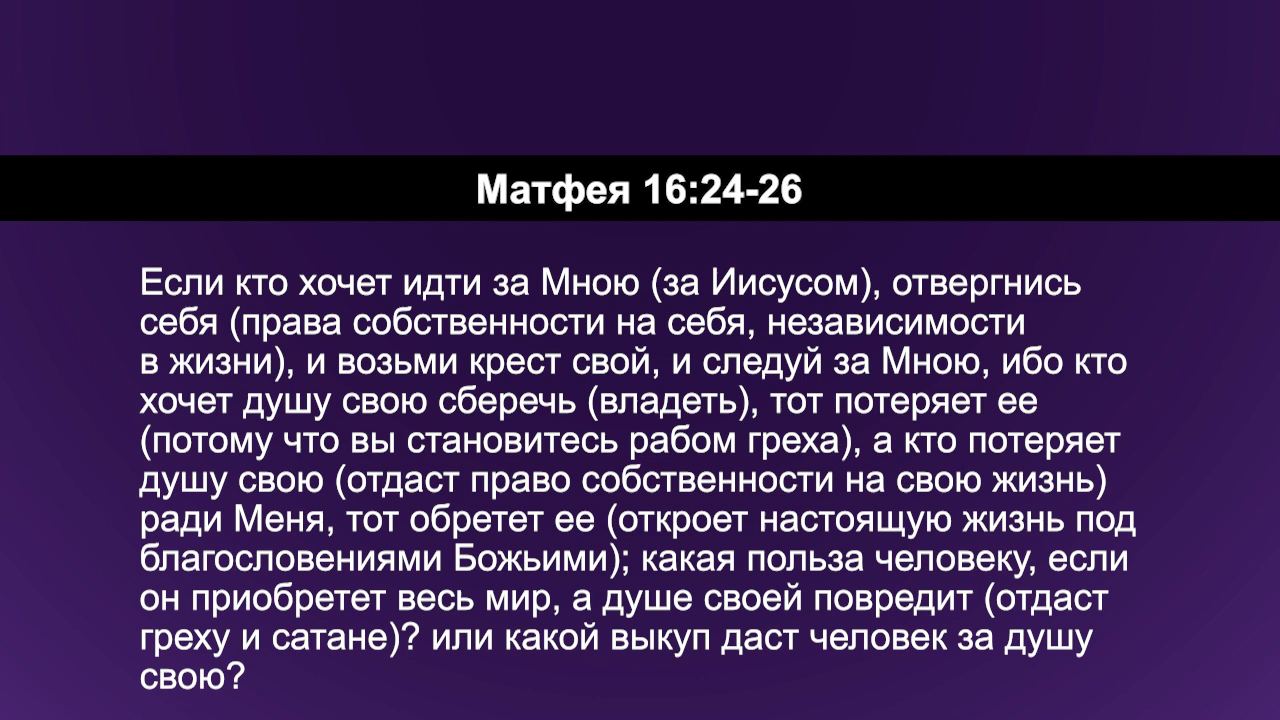 Матфея 16:24-26
Если кто хочет идти за Мною (за Иисусом), отвергнись
себя (права собственности на себя, независимости
в жизни), и возьми крест свой, и следуй за Мною, ибо кто
хочет душу свою сберечь (владеть), тот потеряет ее
(потому что вы становитесь рабом греха), а кто потеряет
душу свою (отдаст право собственности на свою жизнь)
ради Меня, тот обретет ее (откроет настоящую жизнь под
благословениями Божьими); какая польза человеку, если
он приобретет весь мир, а душе своей повредит (отдаст
греху и сатане)? или какой выкуп даст человек за душу
свою?